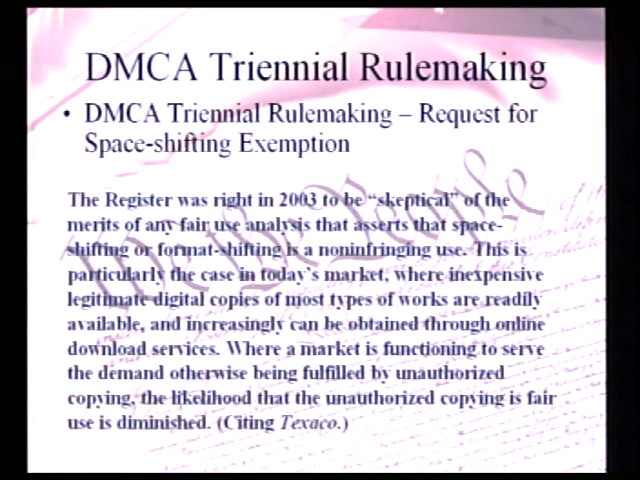 DMCA Triennial Rulemaking
• DMCA Triennial Rulemaking – Request for
Space-shifting Exemption
The Register was right in 2003 to be “skeptical” of the
merits of any fair use analysis that asserts that space-
shifting or format-shifting is a noninfringing use. This is
particularly the case in today’s market, where inexpensive
legitimate digital copies of most types of works are readily
available, and increasingly can be obtained through online
download services. Where a market is functioning to serve
the demand otherwise being fulfilled by unauthorized
copying, the likelihood that the unauthorized copying is fair
use is diminished. (Citing Texaco.)
We the People